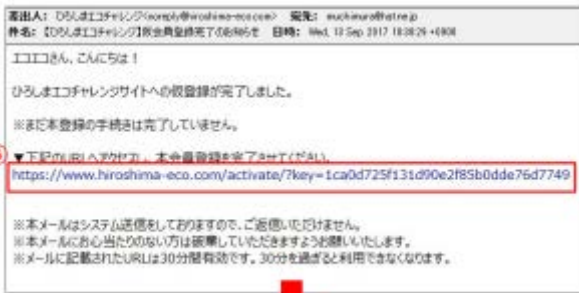 差出人: ひろしまエコチャレンジ<noreply@hiroshima-eco.com> 宛先:
件名: 【ひろしまエコチャレンジ】仮会員登録完了のお知らせ 日時: Wed, 13 Sep 2017
エコエコさん、こんにちは！
ひろしまエコチャレンジサイトへの仮登録が完了しました。
※まだ本登録の手続きは完了していません。
▼下記のURLへアクセスし、本会員登録を完了させてください。
https://www.hiroshima-eco.com/activate/?key=1ca0d725f131d90e2f85b0dde76d7749
※本メールはシステム送信をしておりますので、ご返信いただけません。
※本メールにお心当たりのない方は破棄していただきますようお願いいたします。
※メールに記載されたURLは30分間有効です。30分を過ぎると利用できなくなります。